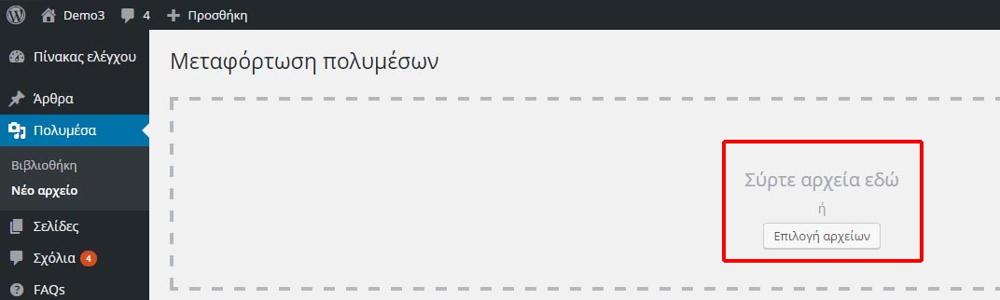 Demo3 4 Προσθήκη
Πίνακας ελέγχου
Άρθρα
Πολυμέσα
Βιβλιοθήκη
Νέο αρχείο
Σελίδες
Σχόλια 4
FAQs
Μεταφόρτωση πολυμέσων
Σύρτε αρχεία εδώ
ή
Επιλογή αρχείων